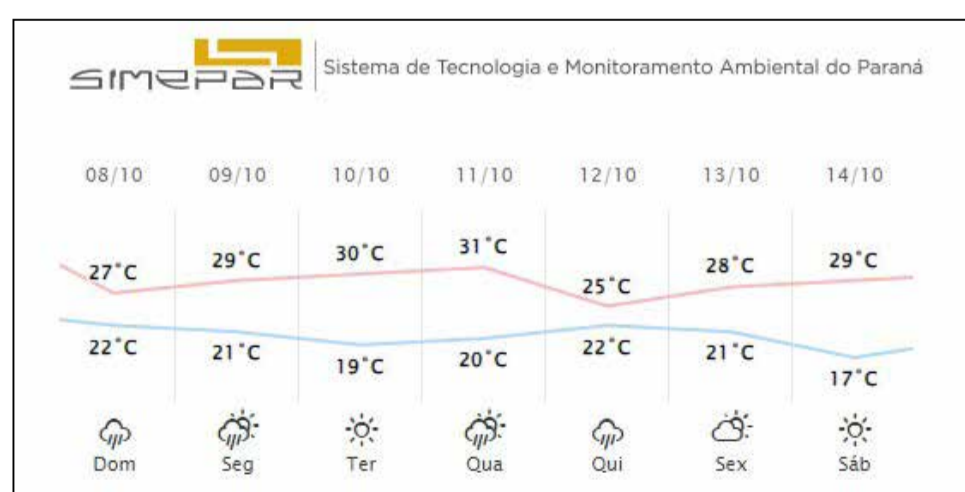 SIMEPAR
Sistema de Tecnologia e Monitoramento Ambiental do Paraná
08/10 09/10 10/10 11/10 12/10 13/10 14/10
27°C 29°C 30°C 31°C 25°C 28°C 29°C
22°C 21°C 19°C 20°C 22°C 21°C 17°C
Dom Seg Ter Qua Qui Sex Sáb